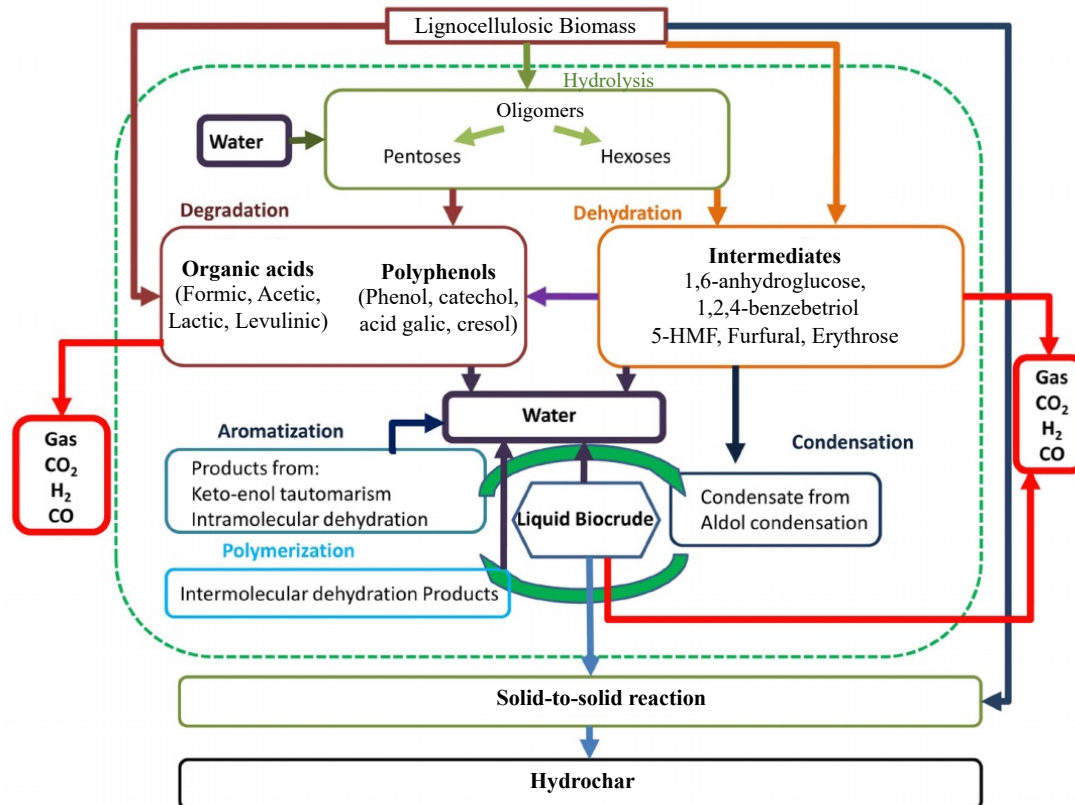 Lignocellulosic Biomass
Hydrolysis
Oligomers
Water
Pentoses
Hexoses
Degradation
Dehydration
Organic acids
(Formic, Acetic,
Lactic, Levulinic)
Polyphenols
(Phenol, catechol,
acid galic, cresol)
Intermediates
1,6-anhydroglucose,
1,2,4-benzebetriol
5-HMF, Furfural, Erythrose
Gas
CO₂
H₂
CO
Water
Gas
CO₂
H₂
CO
Aromatization
Products from:
Keto-enol tautomarism
Intramolecular dehydration
Condensation
Condensate from
Aldol condensation
Liquid Biocrude
Polymerization
Intermolecular dehydration Products
Solid-to-solid reaction
Hydrochar